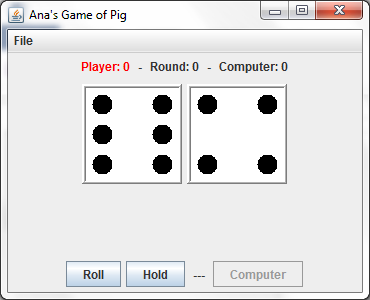 Ana's Game of Pig
File
Player: 0 - Round: 0 - Computer: 0
Roll Hold --- Computer